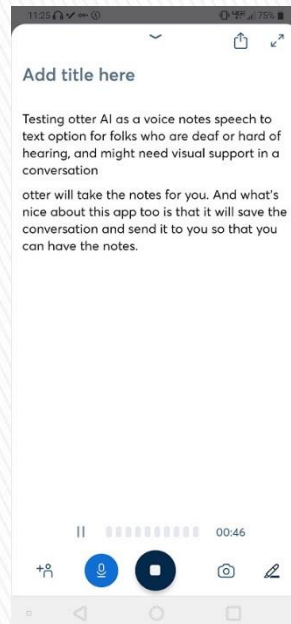 11:25
75%
Add title here
Testing otter AI as a voice notes speech to
text option for folks who are deaf or hard of
hearing, and might need visual support in a
conversation
otter will take the notes for you. And what's
nice about this app too is that it will save the
conversation and send it to you so that you
can have the notes.
00:46